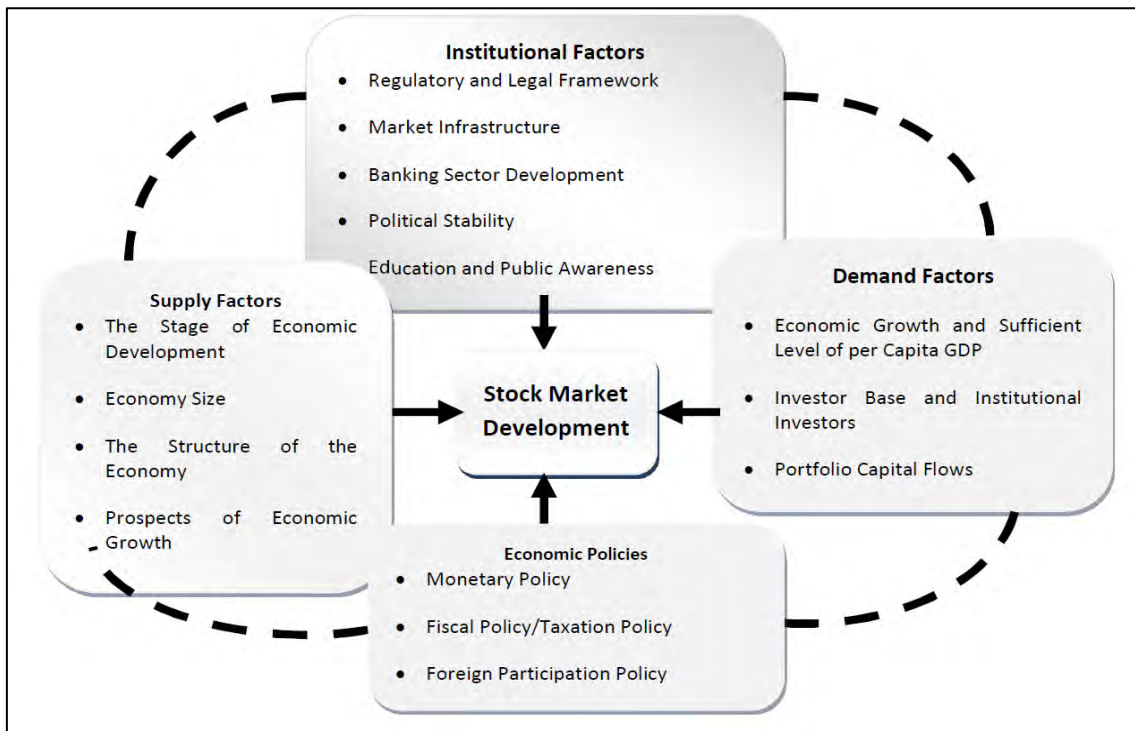 Institutional Factors
• Regulatory and Legal Framework
• Market Infrastructure
• Banking Sector Development
• Political Stability
Education and Public Awareness
Supply Factors
• The Stage of Economic
Development
• Economy Size
• The Structure of the
Economy
• Prospects of Economic
Growth
Stock Market
Development
Demand Factors
• Economic Growth and Sufficient
Level of per Capita GDP
• Investor Base and Institutional
Investors
• Portfolio Capital Flows
Economic Policies
• Monetary Policy
• Fiscal Policy/Taxation Policy
• Foreign Participation Policy